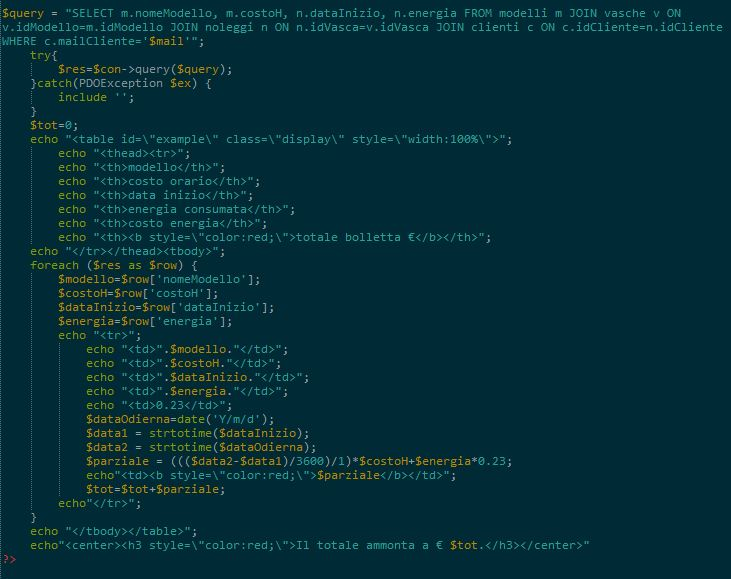 $query = "SELECT m.nomeModello, m.costoH, n.dataInizio, n.energia FROM modelli m JOIN vasche v ON
v.idModello=m.idModello JOIN noleggi n ON n.idVasca=v.idVasca JOIN clienti c ON c.idCliente=n.idCliente
WHERE c.mailCliente='$mail'";
try{
$res=$con->query($query);
}catch(PDOException $ex) {
include '';
}
$tot=0;
echo "<table id=\"example\" class=\"display\" style=\"width:100%\">";
echo "<thead><tr>";
echo "<th>modello</th>";
echo "<th>costo orario</th>";
echo "<th>data inizio</th>";
echo "<th>energia consumata</th>";
echo "<th>costo energia</th>";
echo "<th><b style=\"color:red;\">totale bolletta €</b></th>";
echo "</tr></thead><tbody>";
foreach ($res as $row) {
$modello=$row['nomeModello'];
$costoH=$row['costoH'];
$dataInizio=$row['dataInizio'];
$energia=$row['energia'];
echo "<tr>";
echo "<td>".$modello."</td>";
echo "<td>".$costoH."</td>";
echo "<td>".$dataInizio."</td>";
echo "<td>".$energia."</td>";
echo "<td>0.23</td>";
$dataOdierna=date('Y/m/d');
$data1 = strtotime($dataInizio);
$data2 = strtotime($dataOdierna);
$parziale = ((($data2-$data1)/3600)/1)*$costoH+$energia*0.23;
echo"<td><b style=\"color:red;\">$parziale</b></td>";
$tot=$tot+$parziale;
echo"</tr>";
}
echo "</tbody></table>";
echo"<center><h3 style=\"color:red;\">Il totale ammonta a € $tot.</h3></center>"
?>